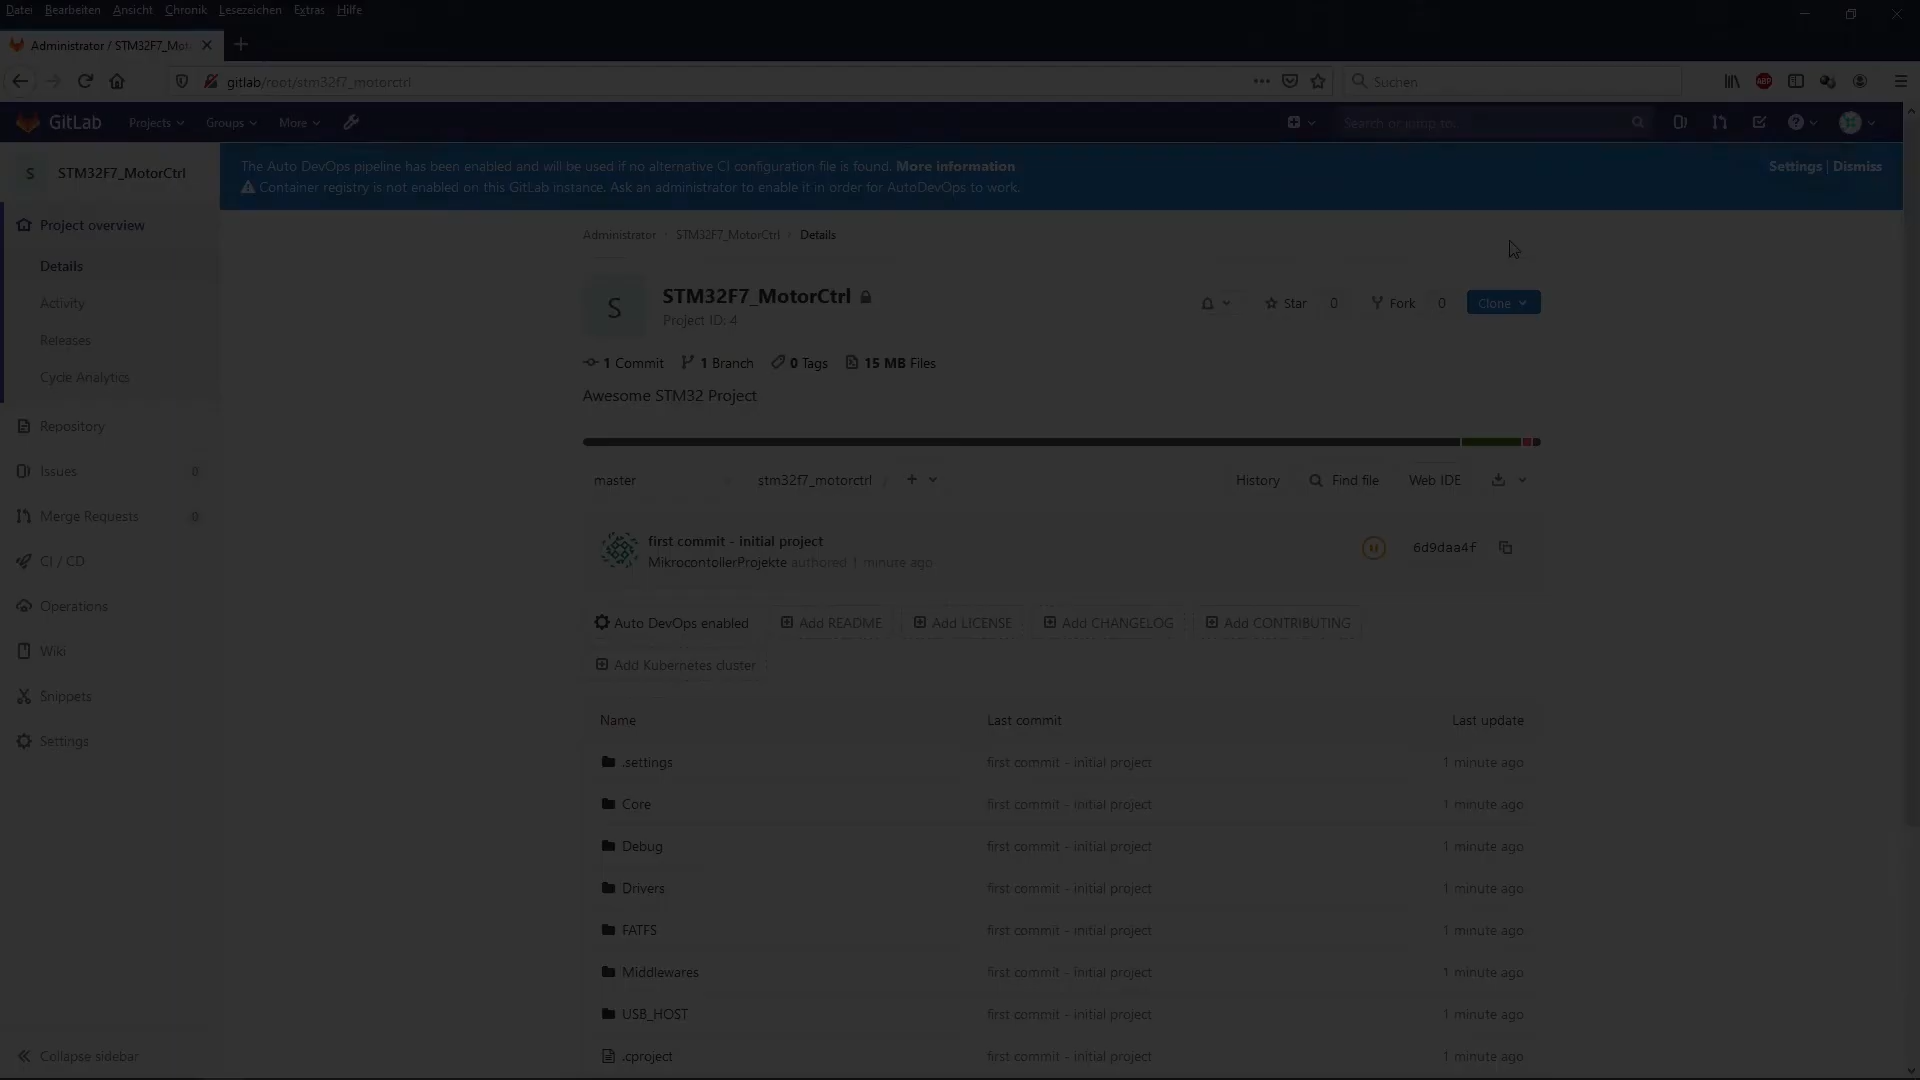 Datei Bearbeiten Ansicht Chronik Lesezeichen Extras Hilfe
Administrator / STM32F7_Mot
gitlab/root/stm32f7_motorctrl
Suchen
ABP
GitLab Projects Groups More
Search or jump to…
S STM32F7_MotorCtrl
The Auto DevOps pipeline has been enabled and will be used if no alternative CI configuration file is found. More information
Settings | Dismiss
Container registry is not enabled on this GitLab instance. Ask an administrator to enable it in order for AutoDevOps to work.
Project overview
Details
Activity
Releases
Cycle Analytics
Repository
Issues 0
Merge Requests 0
CI / CD
Operations
Wiki
Snippets
Settings
Collapse sidebar
Administrator STM32F7_MotorCtrl Details
S
STM32F7_MotorCtrl
Project ID: 4
Star 0 Fork 0 Clone
1 Commit 1 Branch 0 Tags 15 MB Files
Awesome STM32 Project
master stm32f7_motorctrl / + History Find file Web IDE
first commit - initial project
MikrocontollerProjekte authored 1 minute ago
6d9daa4f
Auto DevOps enabled Add README Add LICENSE Add CHANGELOG Add CONTRIBUTING
Add Kubernetes cluster
Name Last commit Last update
.settings first commit - initial project 1 minute ago
Core first commit - initial project 1 minute ago
Debug first commit - initial project 1 minute ago
Drivers first commit - initial project 1 minute ago
FATFS first commit - initial project 1 minute ago
Middlewares first commit - initial project 1 minute ago
USB_HOST first commit - initial project 1 minute ago
.cproject first commit - initial project 1 minute ago